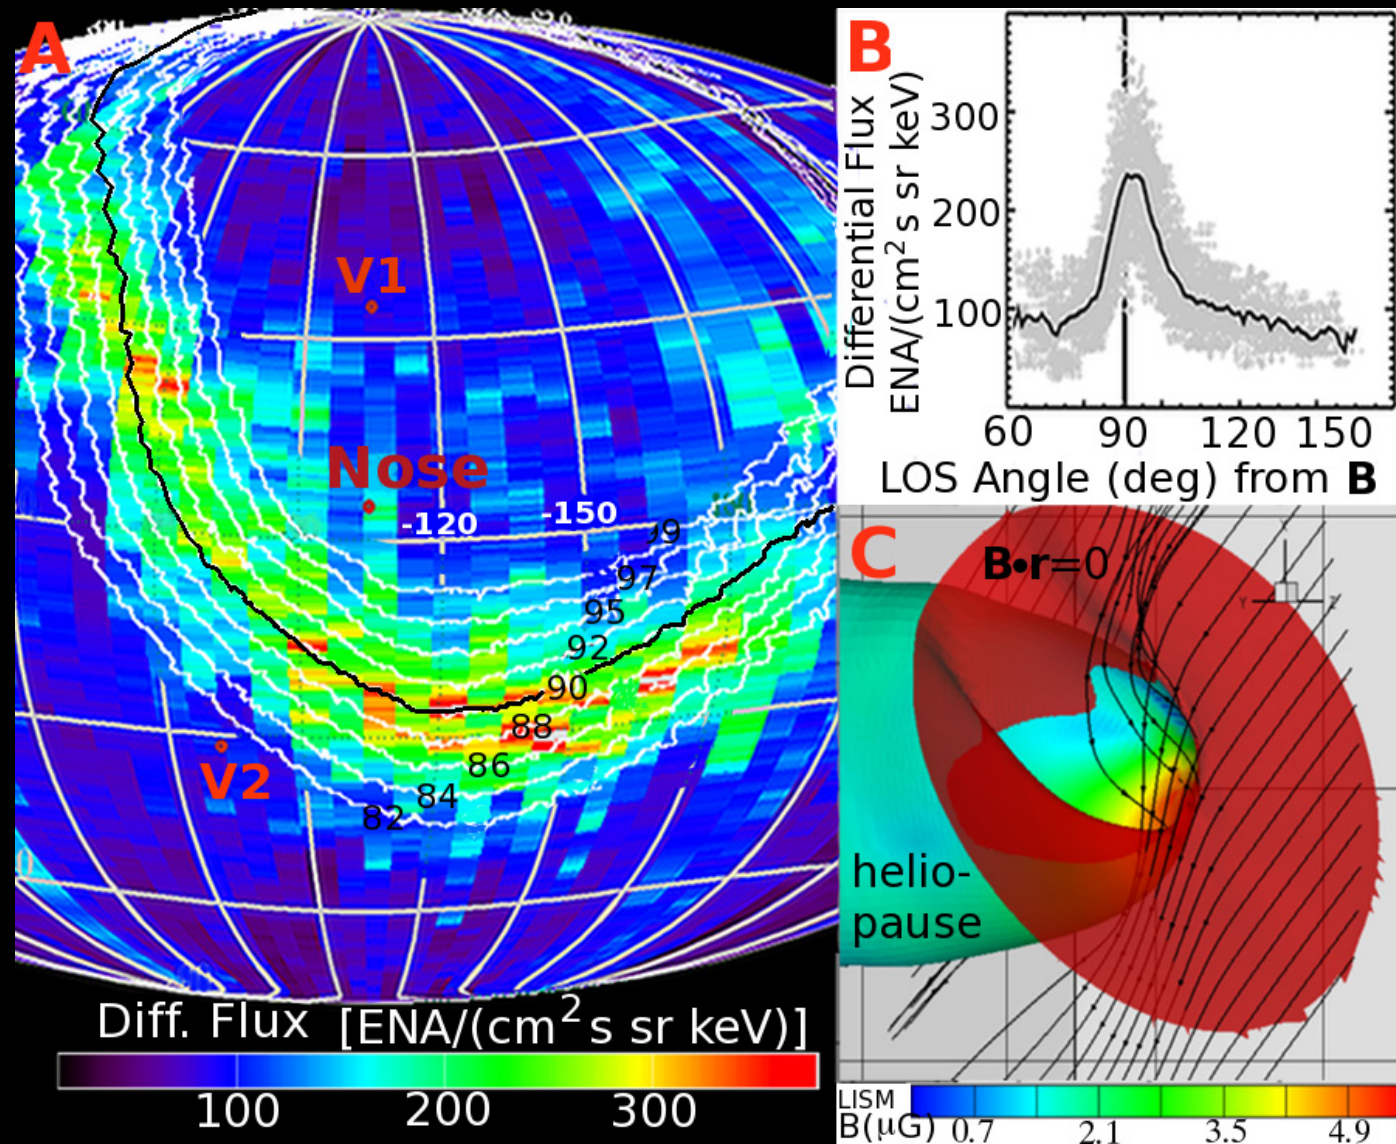 A
V1
Nose
-120
-150
99
97
95
92
90
88
86
84
82
V2
Diff. Flux [ENA/(cm² s sr keV)]
100 200 300
B
Differential Flux
ENA/(cm² s sr keV)
300
200
100
60 90 120 150
LOS Angle (deg) from B
C
B•r=0
Y
Z
helio-
pause
LISM
B(μG)
0.7 2.1 3.5 4.9